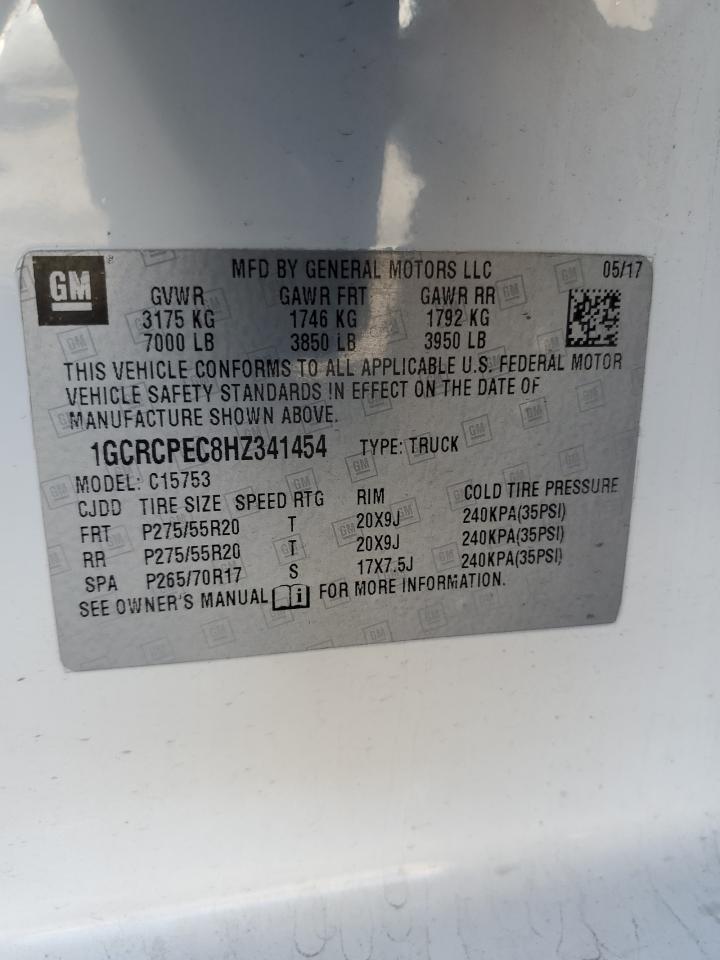 GM
MFD BY GENERAL MOTORS LLC 05/17
GVWR GAWR FRT GAWR RR
3175 KG 1746 KG 1792 KG
7000 LB 3850 LB 3950 LB
THIS VEHICLE CONFORMS TO ALL APPLICABLE U.S. FEDERAL MOTOR
VEHICLE SAFETY STANDARDS IN EFFECT ON THE DATE OF
MANUFACTURE SHOWN ABOVE.
1GCRCPEC8HZ341454 TYPE: TRUCK
MODEL: C15753
CJDD TIRE SIZE SPEED RTG RIM COLD TIRE PRESSURE
FRT P275/55R20 T 20X9J 240KPA(35PSI)
RR P275/55R20 T 20X9J 240KPA(35PSI)
SPA P265/70R17 S 17X7.5J 240KPA(35PSI)
SEE OWNER'S MANUAL i FOR MORE INFORMATION.